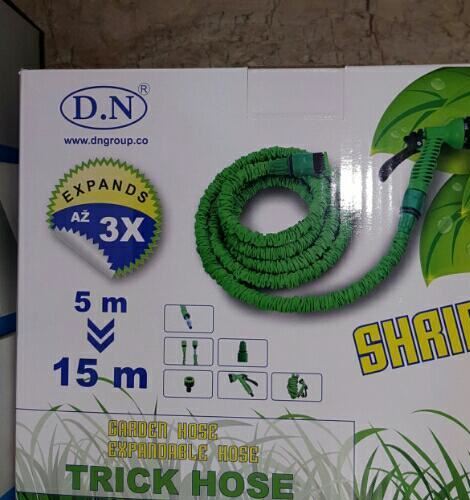 D.N®
www.dngroup.co
EXPANDS
AŽ
3X
5 m
15 m
GARDEN HOSE
EXPANDABLE HOSE
TRICK HOSE